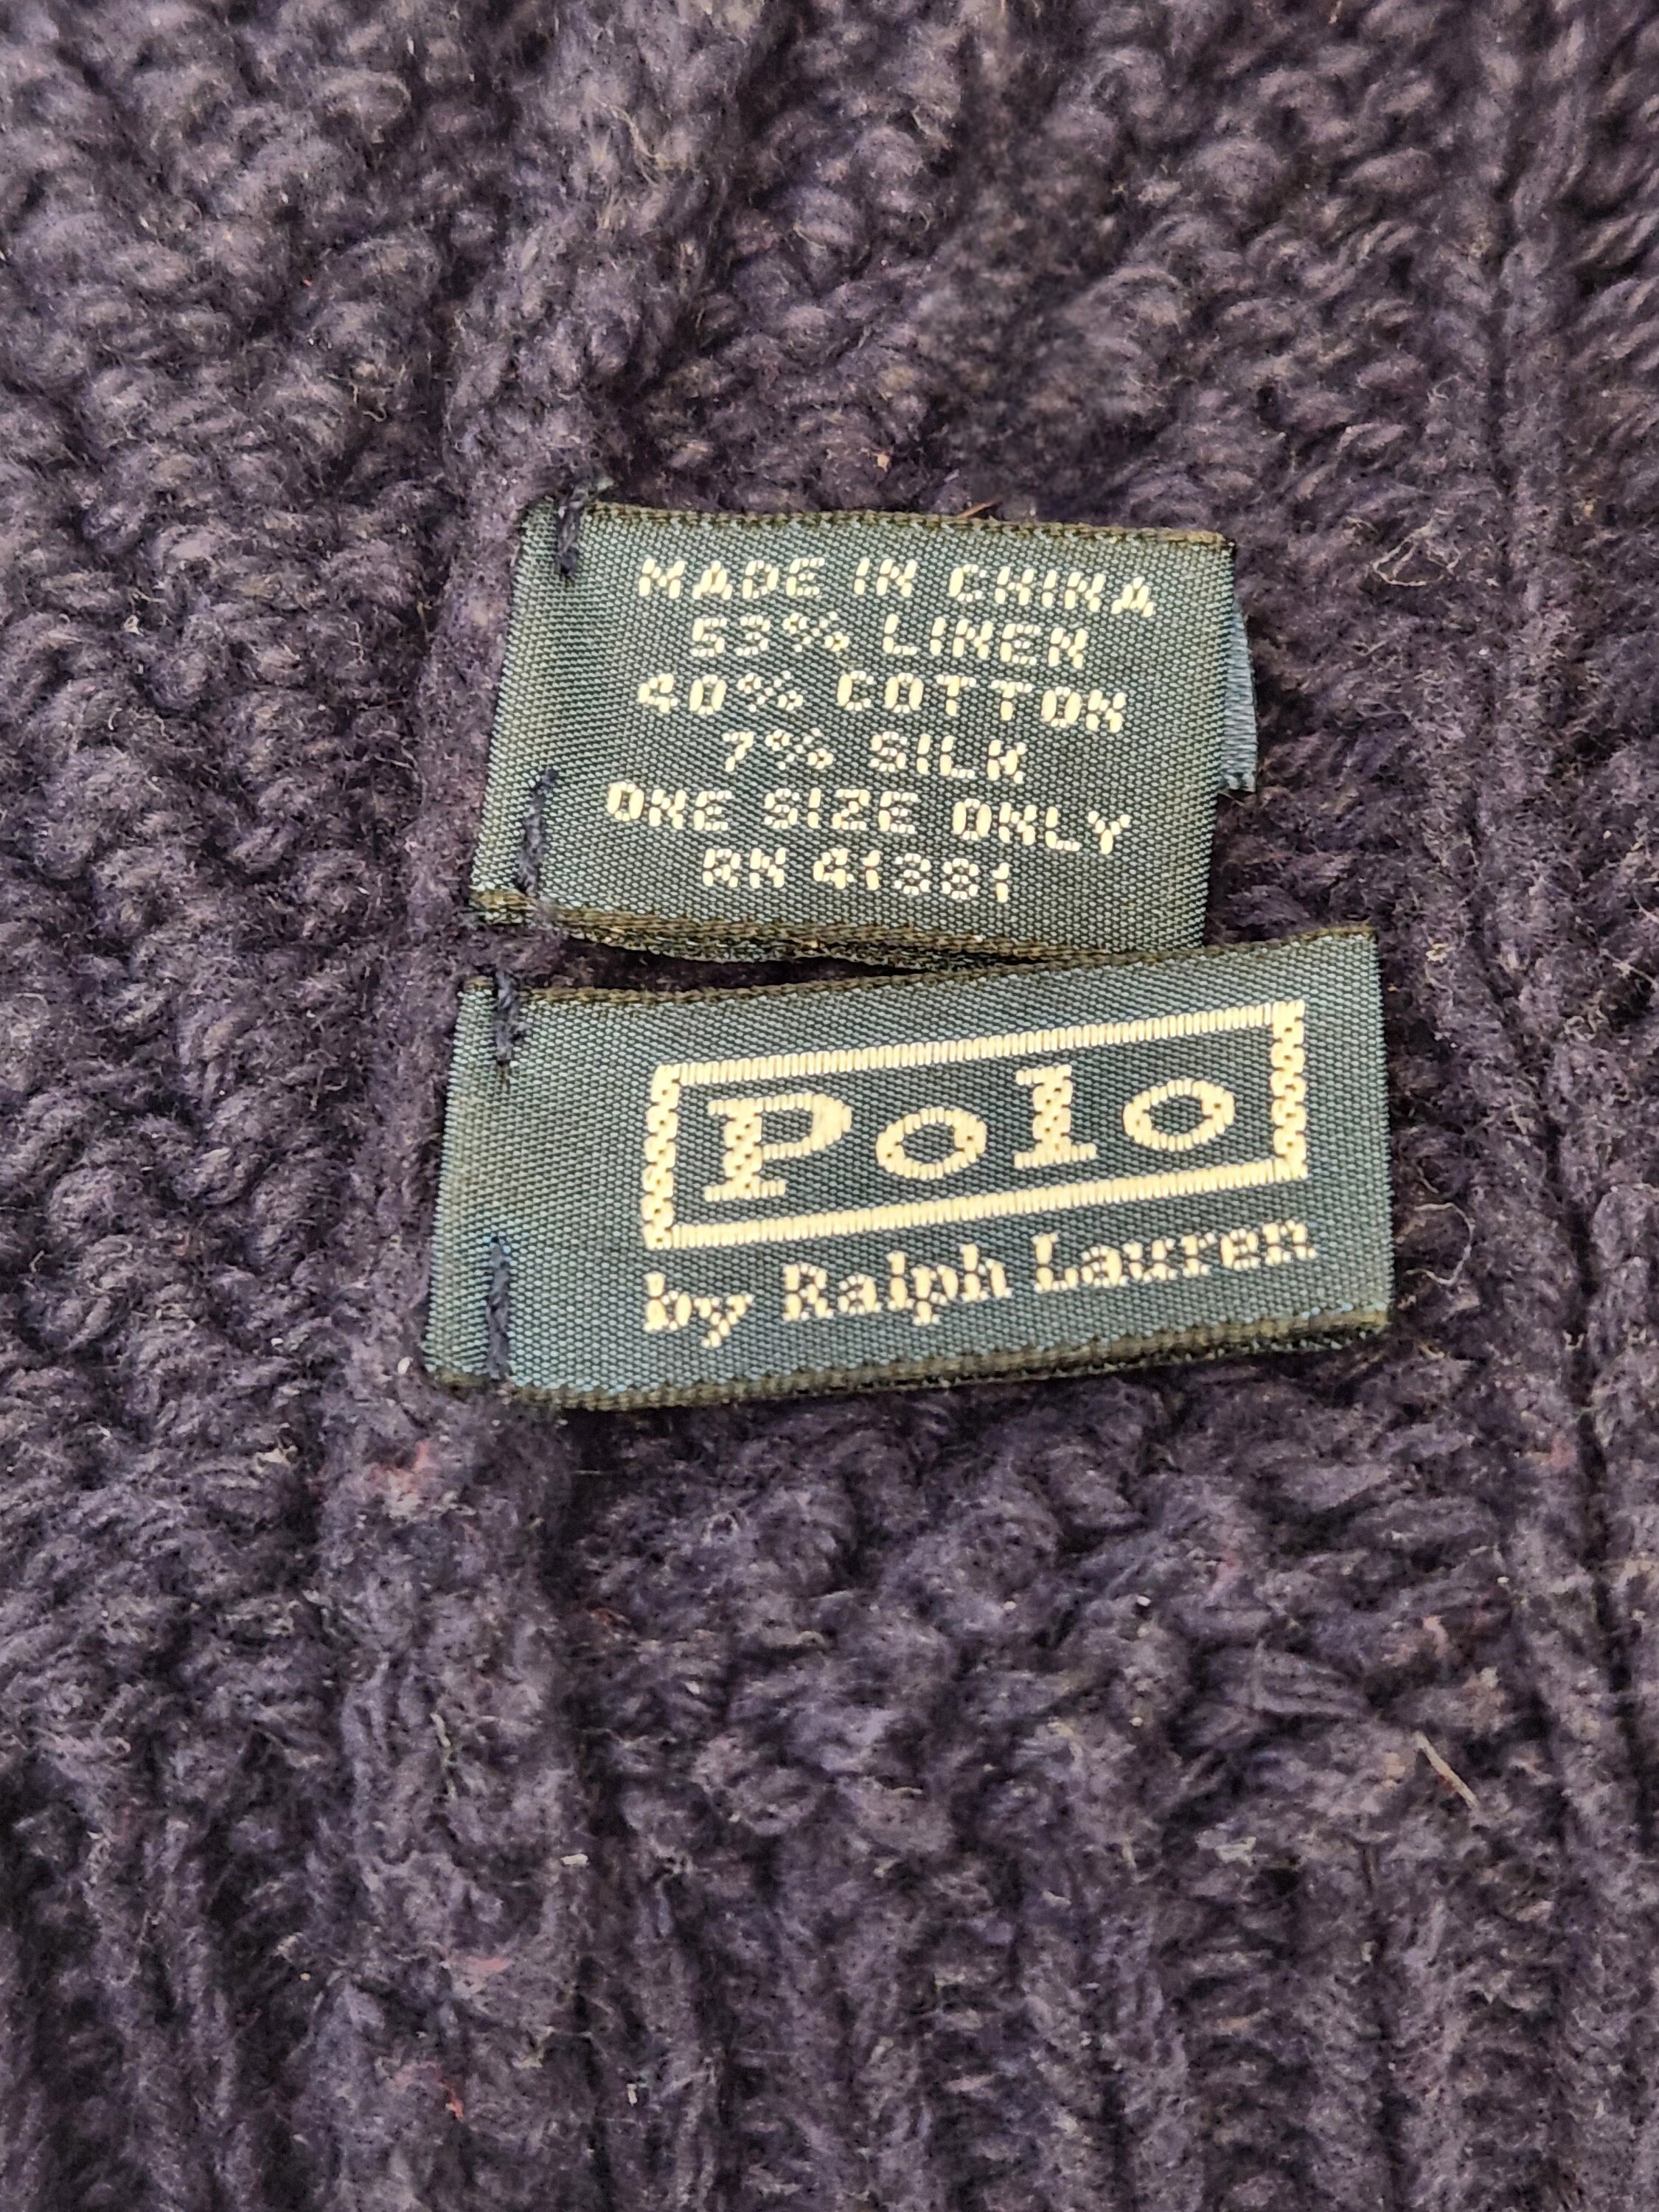 MADE IN CHINA
53% LINEN
40% COTTON
7% SILK
ONE SIZE ONLY
RN 41381
Polo
by Ralph Lauren